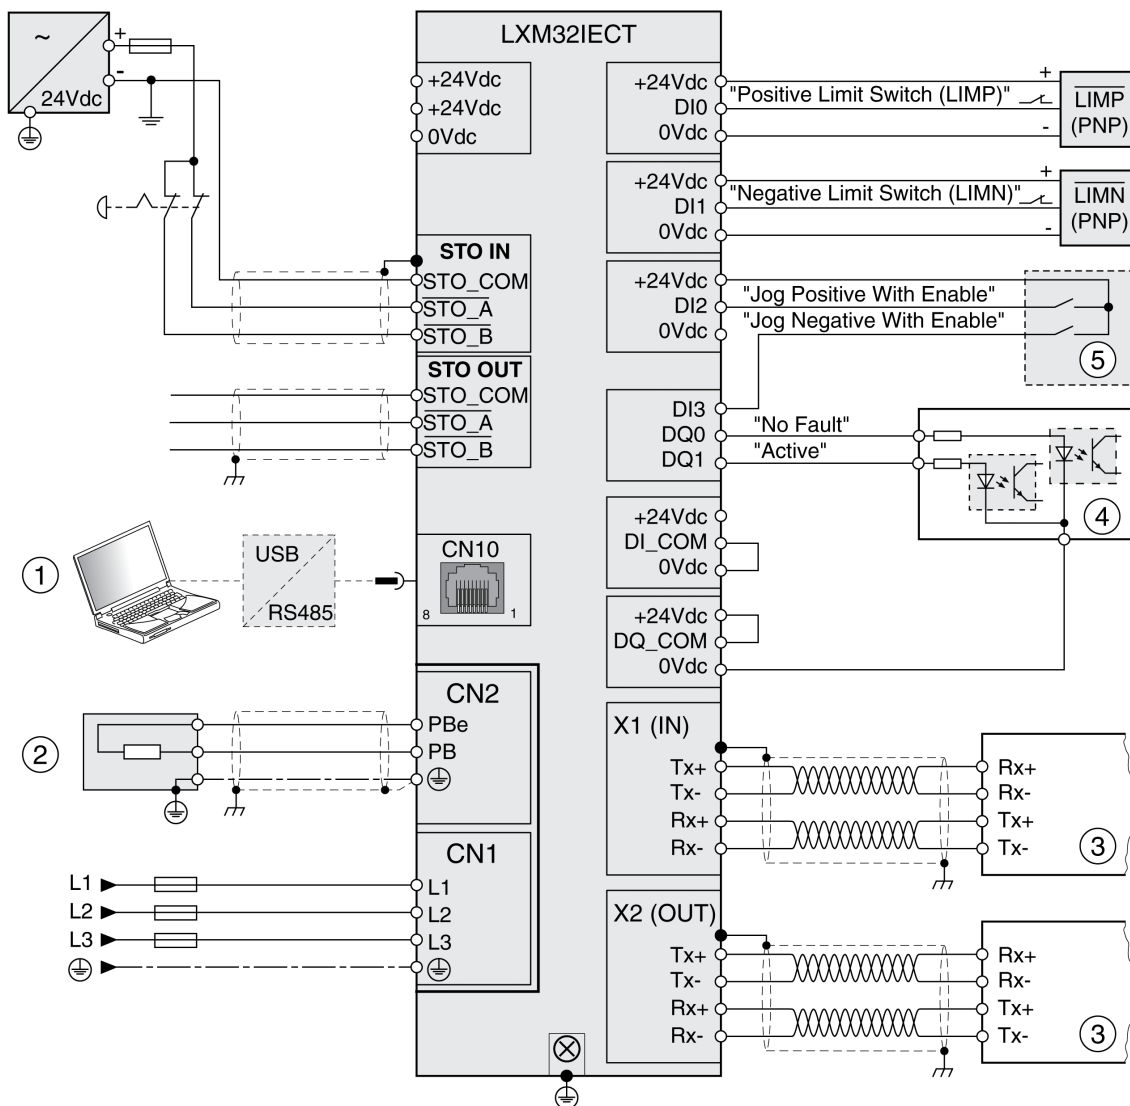 LXM32IECT
~
24Vdc
+
-
+24Vdc
+24Vdc
0Vdc
STO IN
STO_COM
STO_A
STO_B
STO OUT
STO_COM
STO_A
STO_B
1
USB
RS485
CN10
8
1
2
CN2
PBe
PB
CN1
L1
L1
L2
L2
L3
L3
+24Vdc
DI0
0Vdc
"Positive Limit Switch (LIMP)"
+
-
LIMP
(PNP)
+24Vdc
DI1
0Vdc
"Negative Limit Switch (LIMN)"
+
-
LIMN
(PNP)
+24Vdc
DI2
0Vdc
"Jog Positive With Enable"
"Jog Negative With Enable"
5
DI3
DQ0
DQ1
"No Fault"
"Active"
4
+24Vdc
DI_COM
0Vdc
+24Vdc
DQ_COM
0Vdc
X1 (IN)
Tx+
Tx-
Rx+
Rx-
Rx+
Rx-
Tx+
Tx-
3
X2 (OUT)
Tx+
Tx-
Rx+
Rx-
Rx+
Rx-
Tx+
Tx-
3